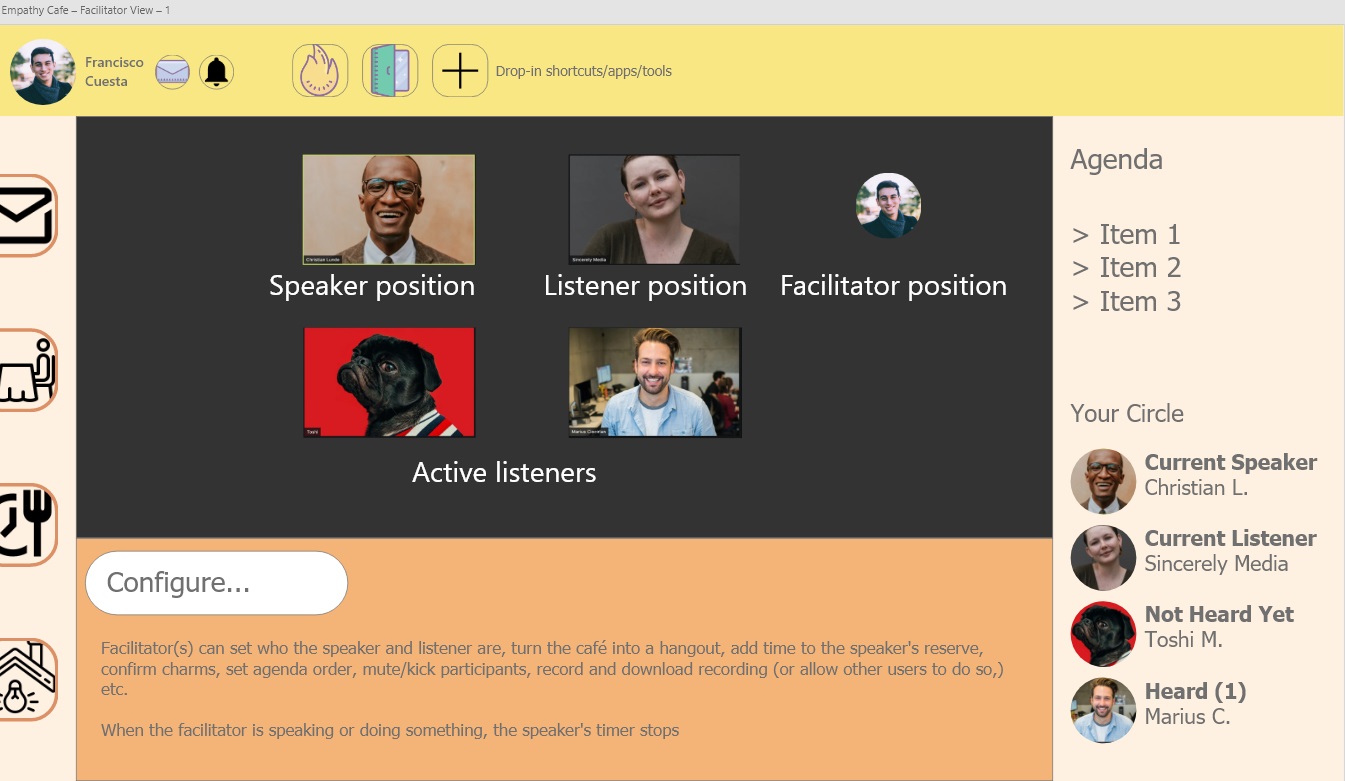 Empathy Cafe – Facilitator View – 1
Francisco
Cuesta
Drop-in shortcuts/apps/tools
Christian Lunde
Sincerely Media
Speaker position
Listener position
Facilitator position
Toshi
Active listeners
Agenda
> Item 1
> Item 2
> Item 3
Your Circle
Current Speaker
Christian L.
Current Listener
Sincerely Media
Not Heard Yet
Toshi M.
Heard (1)
Marius C.
Configure...
Facilitator(s) can set who the speaker and listener are, turn the café into a hangout, add time to the speaker's reserve,
confirm charms, set agenda order, mute/kick participants, record and download recording (or allow other users to do so,)
etc.
When the facilitator is speaking or doing something, the speaker's timer stops